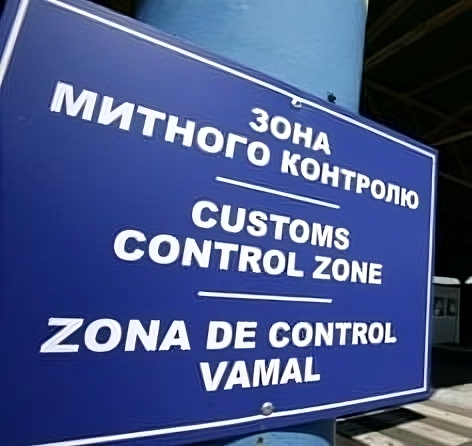 ЗОНА
МИТНОГО КОНТРОЛЮ
CUSTOMS
CONTROL ZONE
ZONA DE CONTROL
VAMAL